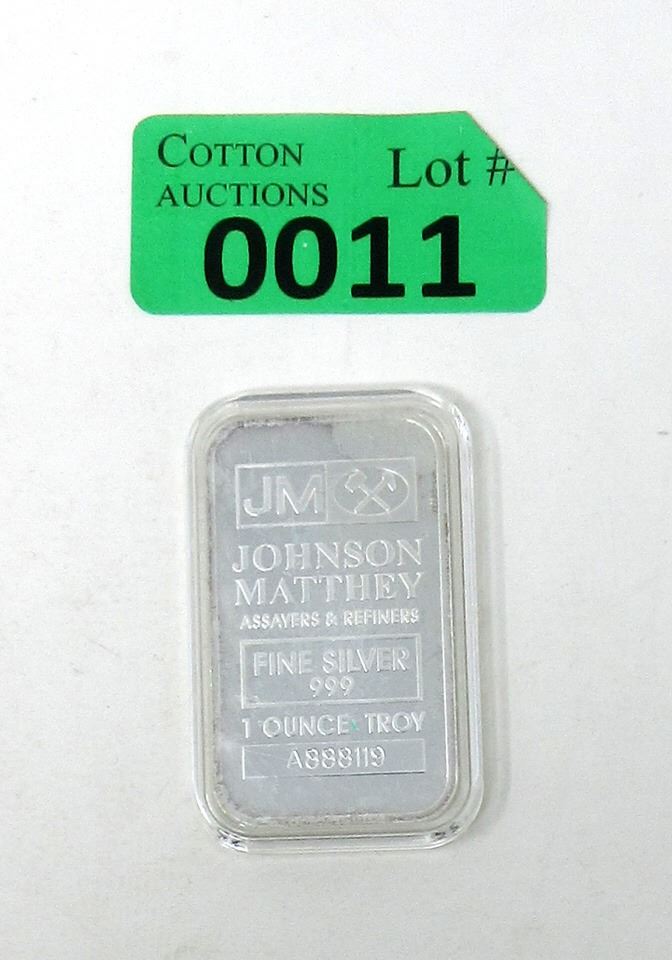 COTTON
AUCTIONS
Lot #
0011
JM
JOHNSON
MATTHEY
ASSAYERS & REFINERS
FINE SILVER
999
1 OUNCE TROY
A888119